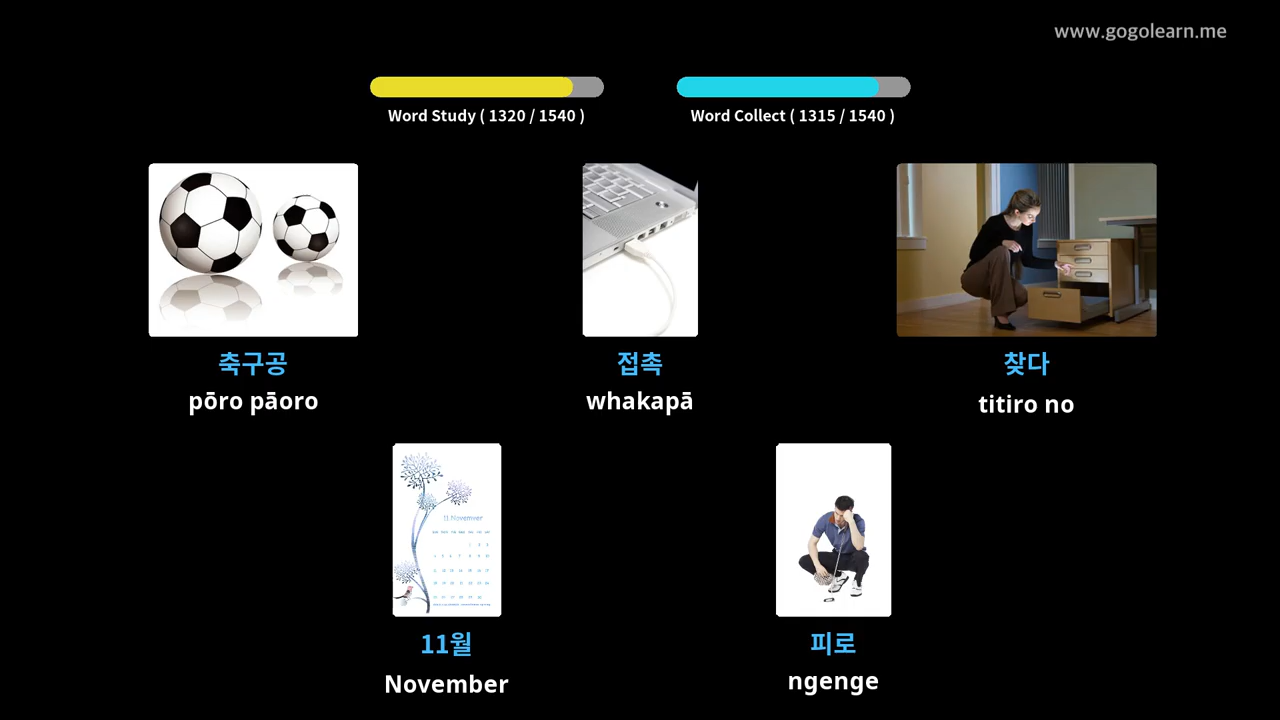 www.gogolearn.me
Word Study ( 1320 / 1540 )
Word Collect ( 1315 / 1540 )
축구공
pōro pāoro
접촉
whakapā
찾다
titiro no
11월
November
피로
ngenge